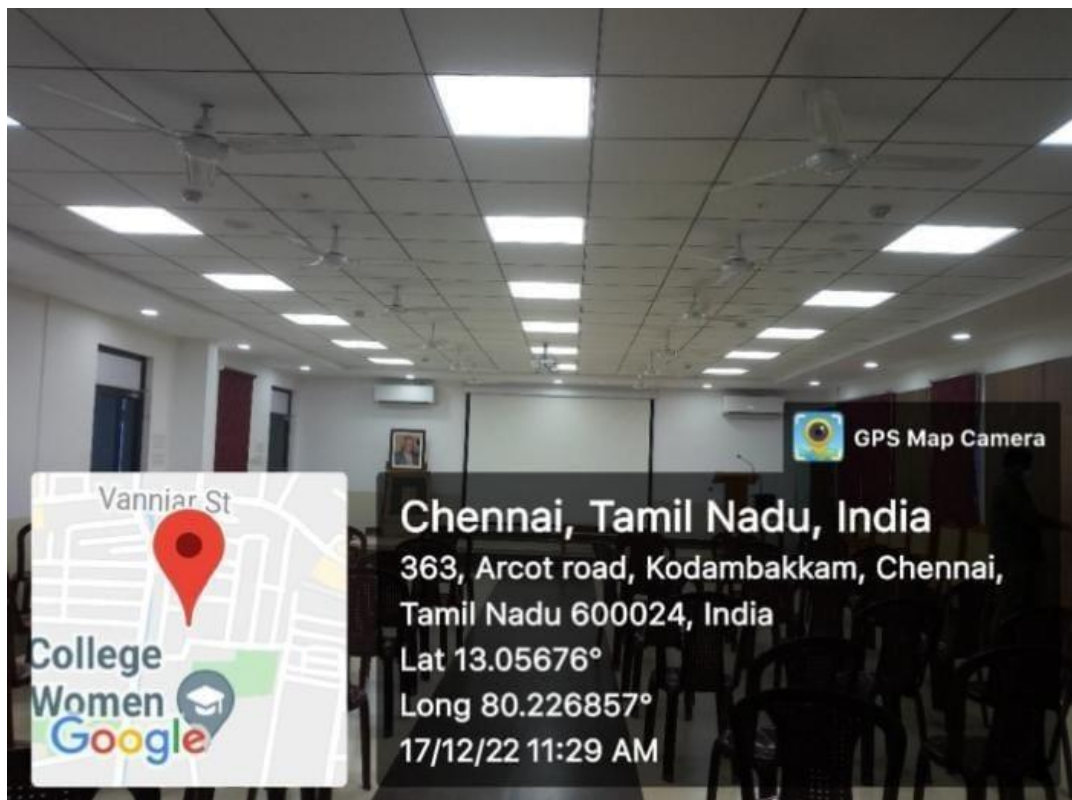 GPS Map Camera
Vanniar St
College
Women
Google
Chennai, Tamil Nadu, India
363, Arcot road, Kodambakkam, Chennai,
Tamil Nadu 600024, India
Lat 13.05676°
Long 80.226857°
17/12/22 11:29 AM